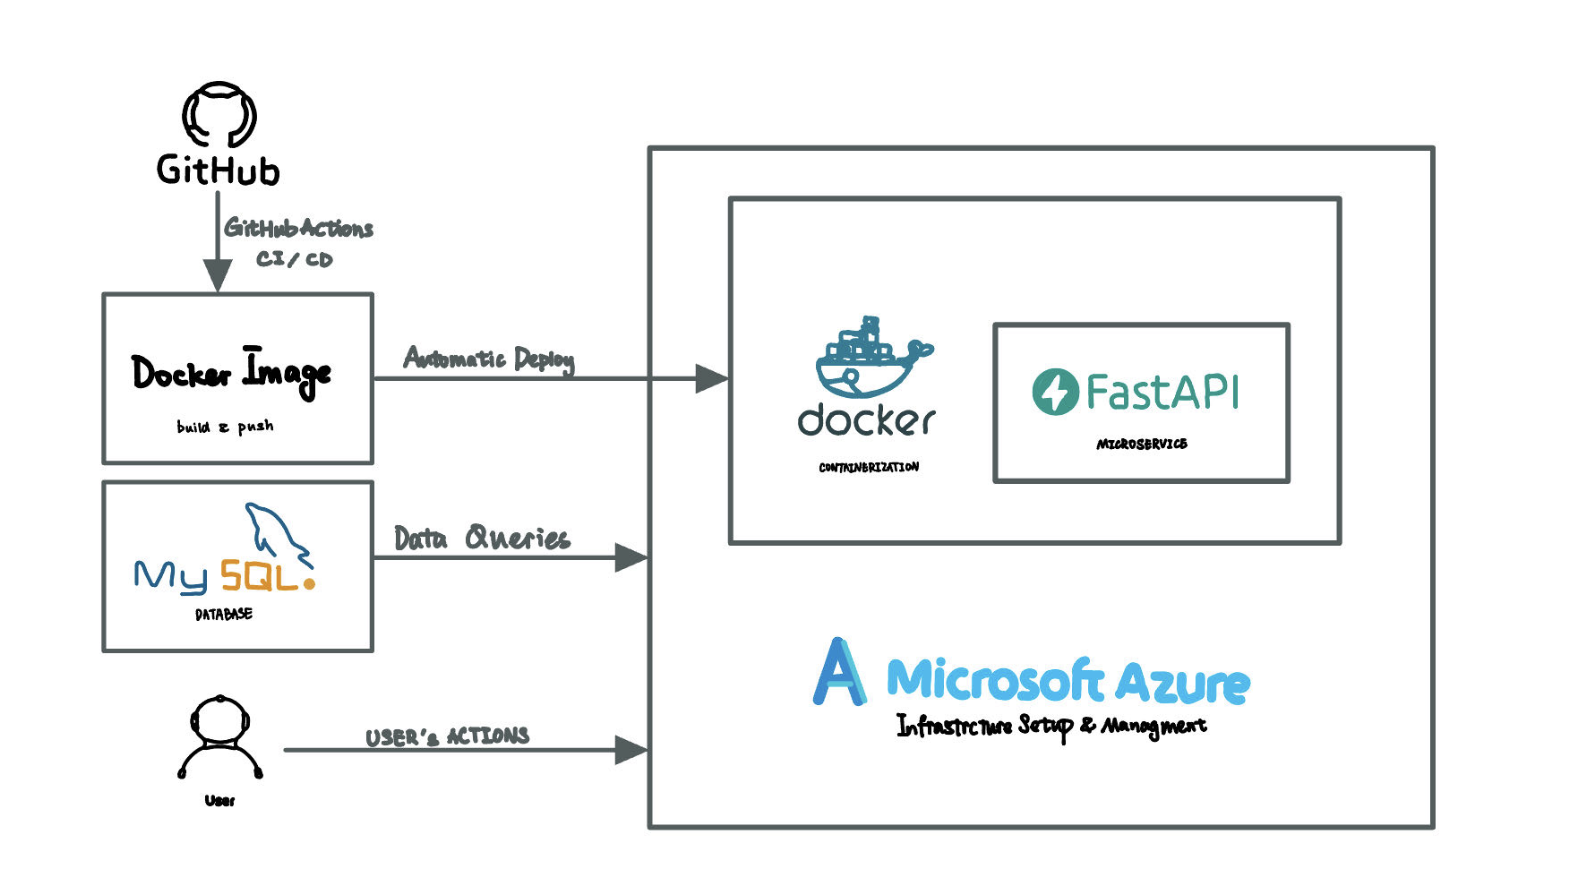 GitHub
GitHub Actions
CI/CD
Docker Image
build & push
Automatic Deploy
docker
CONTAINERIZATION
FastAPI
MICROSERVICE
MySQL
DATABASE
Data Queries
Microsoft Azure
Infrastrcture Setup & Managment
USER's ACTIONS
User